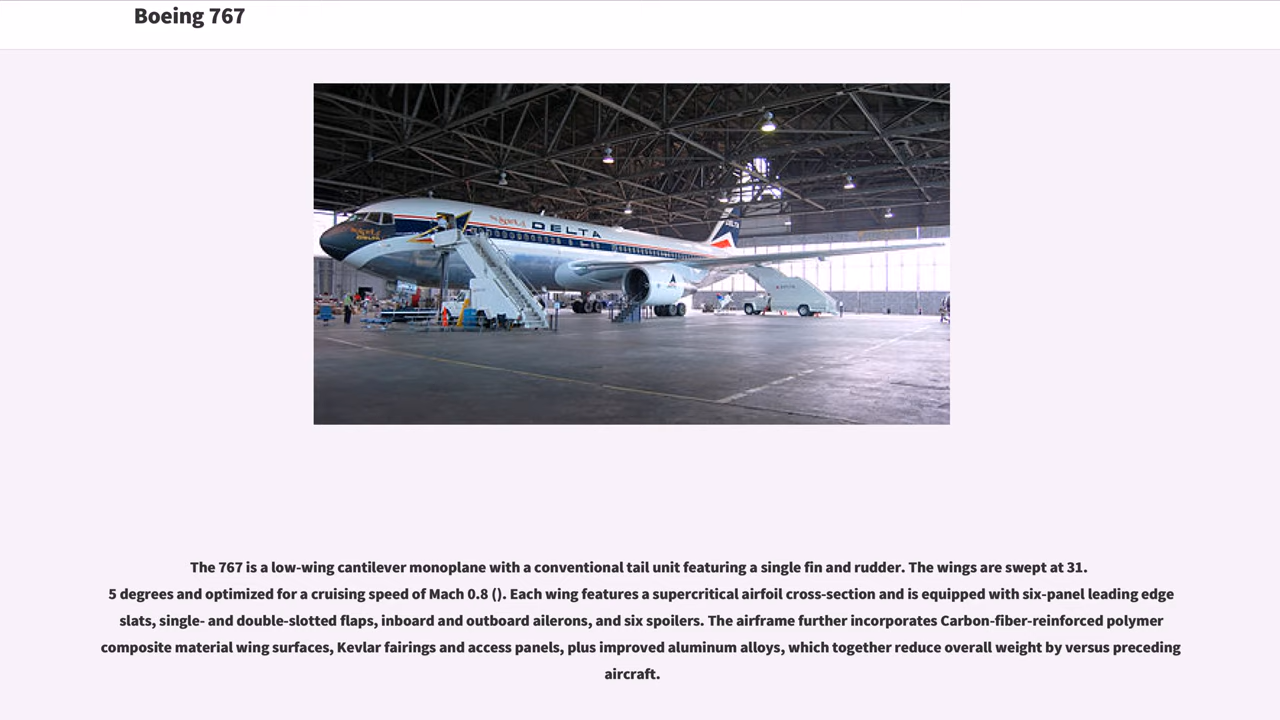 Boeing 767
DELTA
The 767 is a low-wing cantilever monoplane with a conventional tail unit featuring a single fin and rudder. The wings are swept at 31.
5 degrees and optimized for a cruising speed of Mach 0.8 (). Each wing features a supercritical airfoil cross-section and is equipped with six-panel leading edge
slats, single- and double-slotted flaps, inboard and outboard ailerons, and six spoilers. The airframe further incorporates Carbon-fiber-reinforced polymer
composite material wing surfaces, Kevlar fairings and access panels, plus improved aluminum alloys, which together reduce overall weight by versus preceding
aircraft.